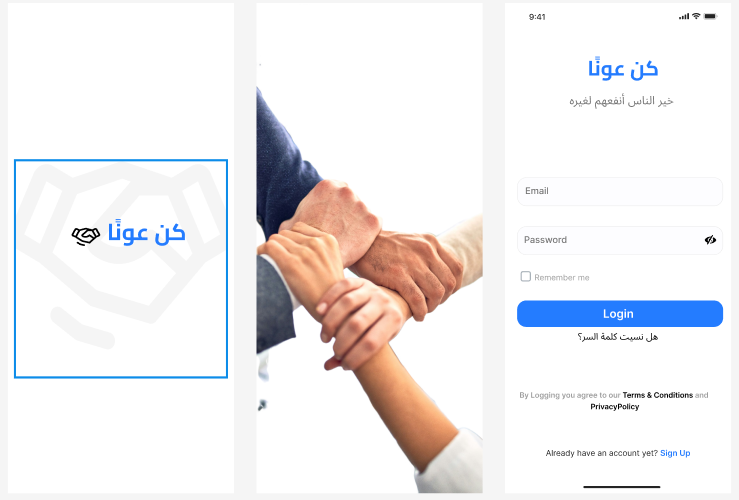 كن عونًا
9:41
كن عونًا
خير الناس أنفعهم لغيره
Email
Password
Remember me
Login
هل نسيت كلمة السر؟
By Logging you agree to our Terms & Conditions and
PrivacyPolicy
Already have an account yet? Sign Up